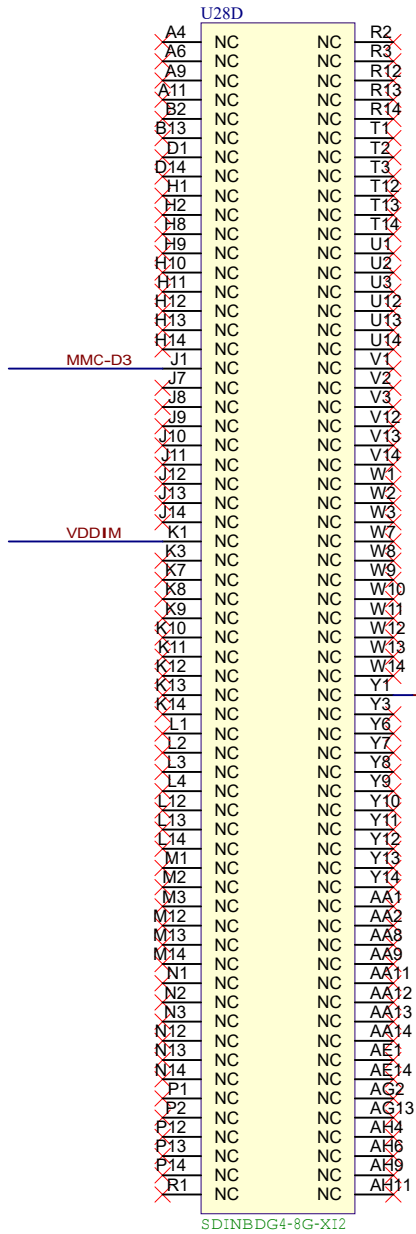 U28D
A4 NC NC R2
A6 NC NC R3
A9 NC NC R12
A11 NC NC R13
B2 NC NC R14
B13 NC NC T1
D1 NC NC T2
D14 NC NC T3
H1 NC NC T12
H2 NC NC T13
H8 NC NC T14
H9 NC NC U1
H10 NC NC U2
H11 NC NC U3
H12 NC NC U12
H13 NC NC U13
H14 NC NC U14
MMC-D3 J1 NC NC V1
J7 NC NC V2
J8 NC NC V3
J9 NC NC V12
J10 NC NC V13
J11 NC NC V14
J12 NC NC W1
J13 NC NC W2
J14 NC NC W3
VDDIM K1 NC NC W7
K3 NC NC W8
K7 NC NC W9
K8 NC NC W10
K9 NC NC W11
K10 NC NC W12
K11 NC NC W13
K12 NC NC W14
K13 NC NC Y1
K14 NC NC Y3
L1 NC NC Y6
L2 NC NC Y7
L3 NC NC Y8
L4 NC NC Y9
L12 NC NC Y10
L13 NC NC Y11
L14 NC NC Y12
M1 NC NC Y13
M2 NC NC Y14
M3 NC NC AA1
M12 NC NC AA2
M13 NC NC AA8
M14 NC NC AA9
N1 NC NC AA11
N2 NC NC AA12
N3 NC NC AA13
N12 NC NC AA14
N13 NC NC AE1
N14 NC NC AE14
P1 NC NC AG2
P2 NC NC AG13
P12 NC NC AH4
P13 NC NC AH6
P14 NC NC AH9
R1 NC NC AH11
SDINBDG4-8G-XI2